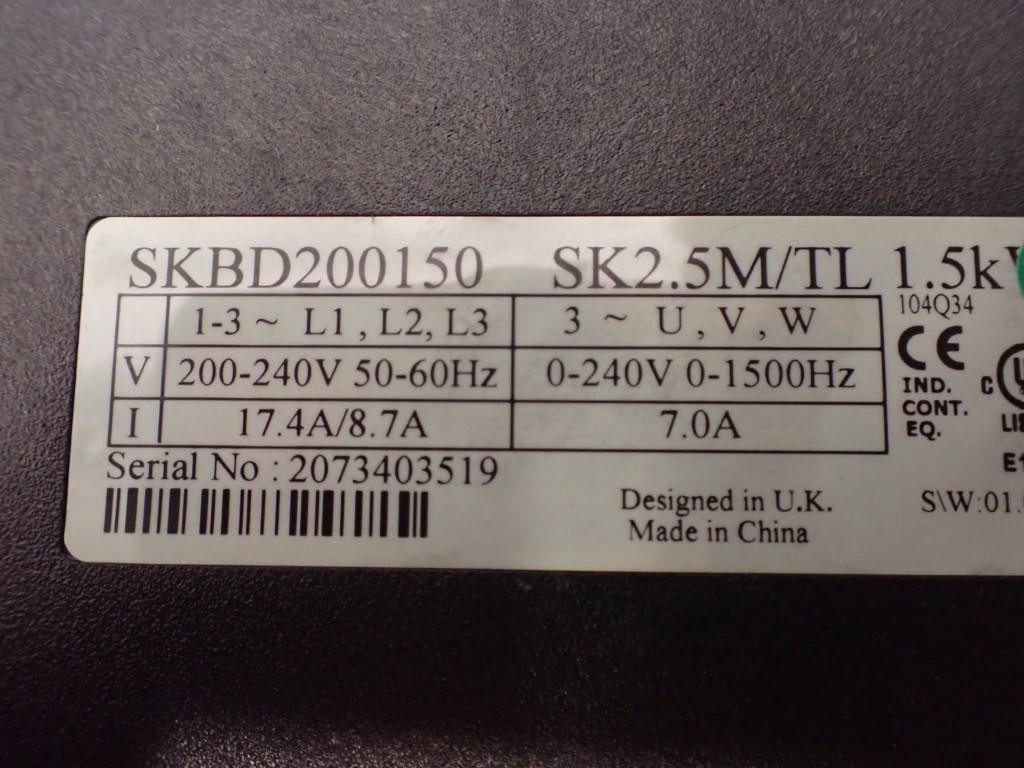 SKBD200150 SK2.5M/TL 1.5k
104Q34
1-3 ~ L1 , L2, L3 3 ~ U , V , W
V 200-240V 50-60Hz 0-240V 0-1500Hz
I 17.4A/8.7A 7.0A
CE
IND.
CONT.
EQ.
C U
Serial No : 2073403519
Designed in U.K.
Made in China
S\W:01.